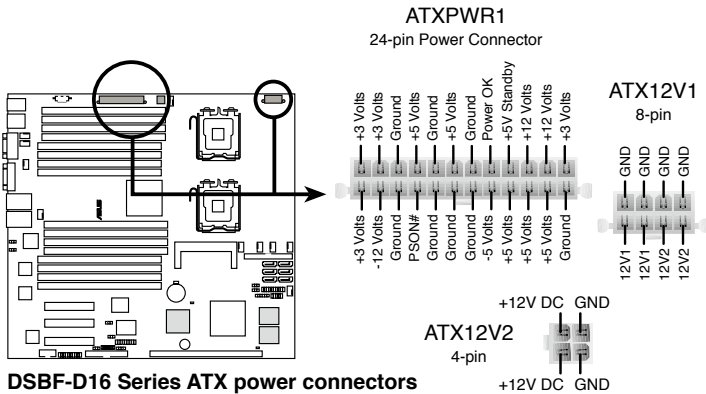 ATXPWR1
24-pin Power Connector
+3 Volts
+3 Volts
Ground
+5 Volts
Ground
+5 Volts
Ground
Power OK
+5V Standby
+12 Volts
+12 Volts
+3 Volts
+3 Volts
-12 Volts
Ground
PSON#
Ground
Ground
Ground
-5 Volts
+5 Volts
+5 Volts
+5 Volts
Ground
ATX12V1
8-pin
GND
GND
GND
GND
12V1
12V1
12V2
12V2
ATX12V2
4-pin
+12V DC GND
+12V DC GND
ASUS
DSBF-D16 Series ATX power connectors